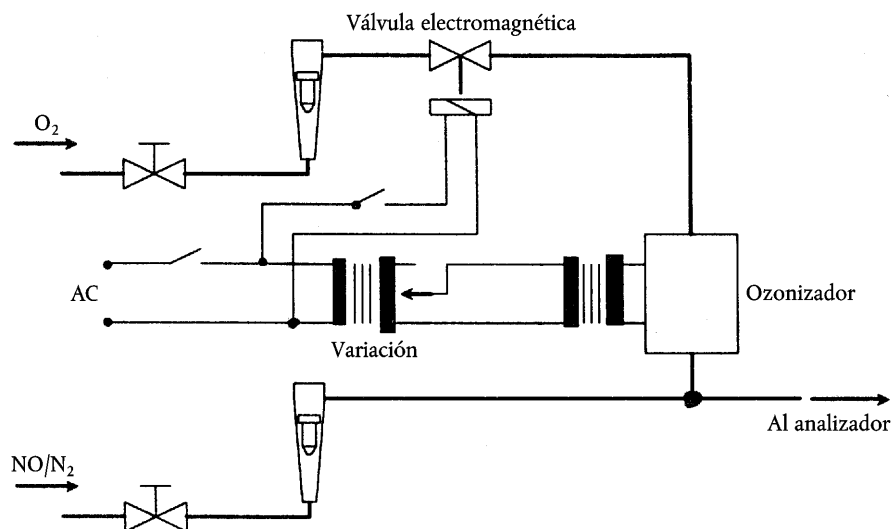 Válvula electromagnética
O₂
AC
Ozonizador
Variación
Al analizador
NO/N₂